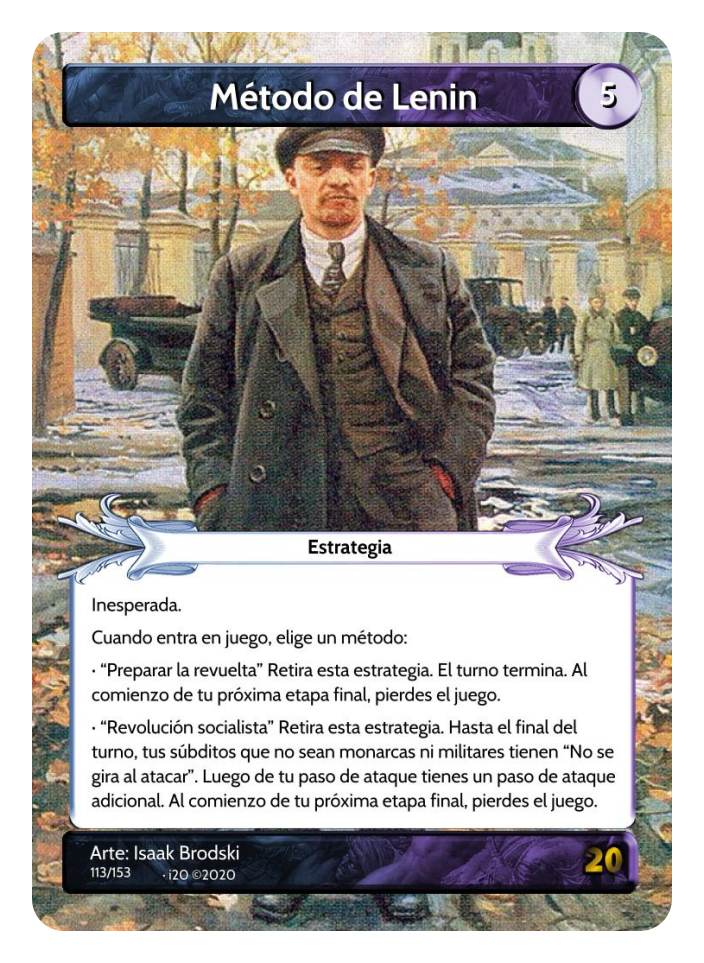 Método de Lenin
5
Estrategia
Inesperada.
Cuando entra en juego, elige un método:
· “Preparar la revuelta” Retira esta estrategia. El turno termina. Al
comienzo de tu próxima etapa final, pierdes el juego.
· “Revolución socialista” Retira esta estrategia. Hasta el final del
turno, tus súbditos que no sean monarcas ni militares tienen “No se
gira al atacar”. Luego de tu paso de ataque tienes un paso de ataque
adicional. Al comienzo de tu próxima etapa final, pierdes el juego.
Arte: Isaak Brodski
113/153 · i20 ©2020
20